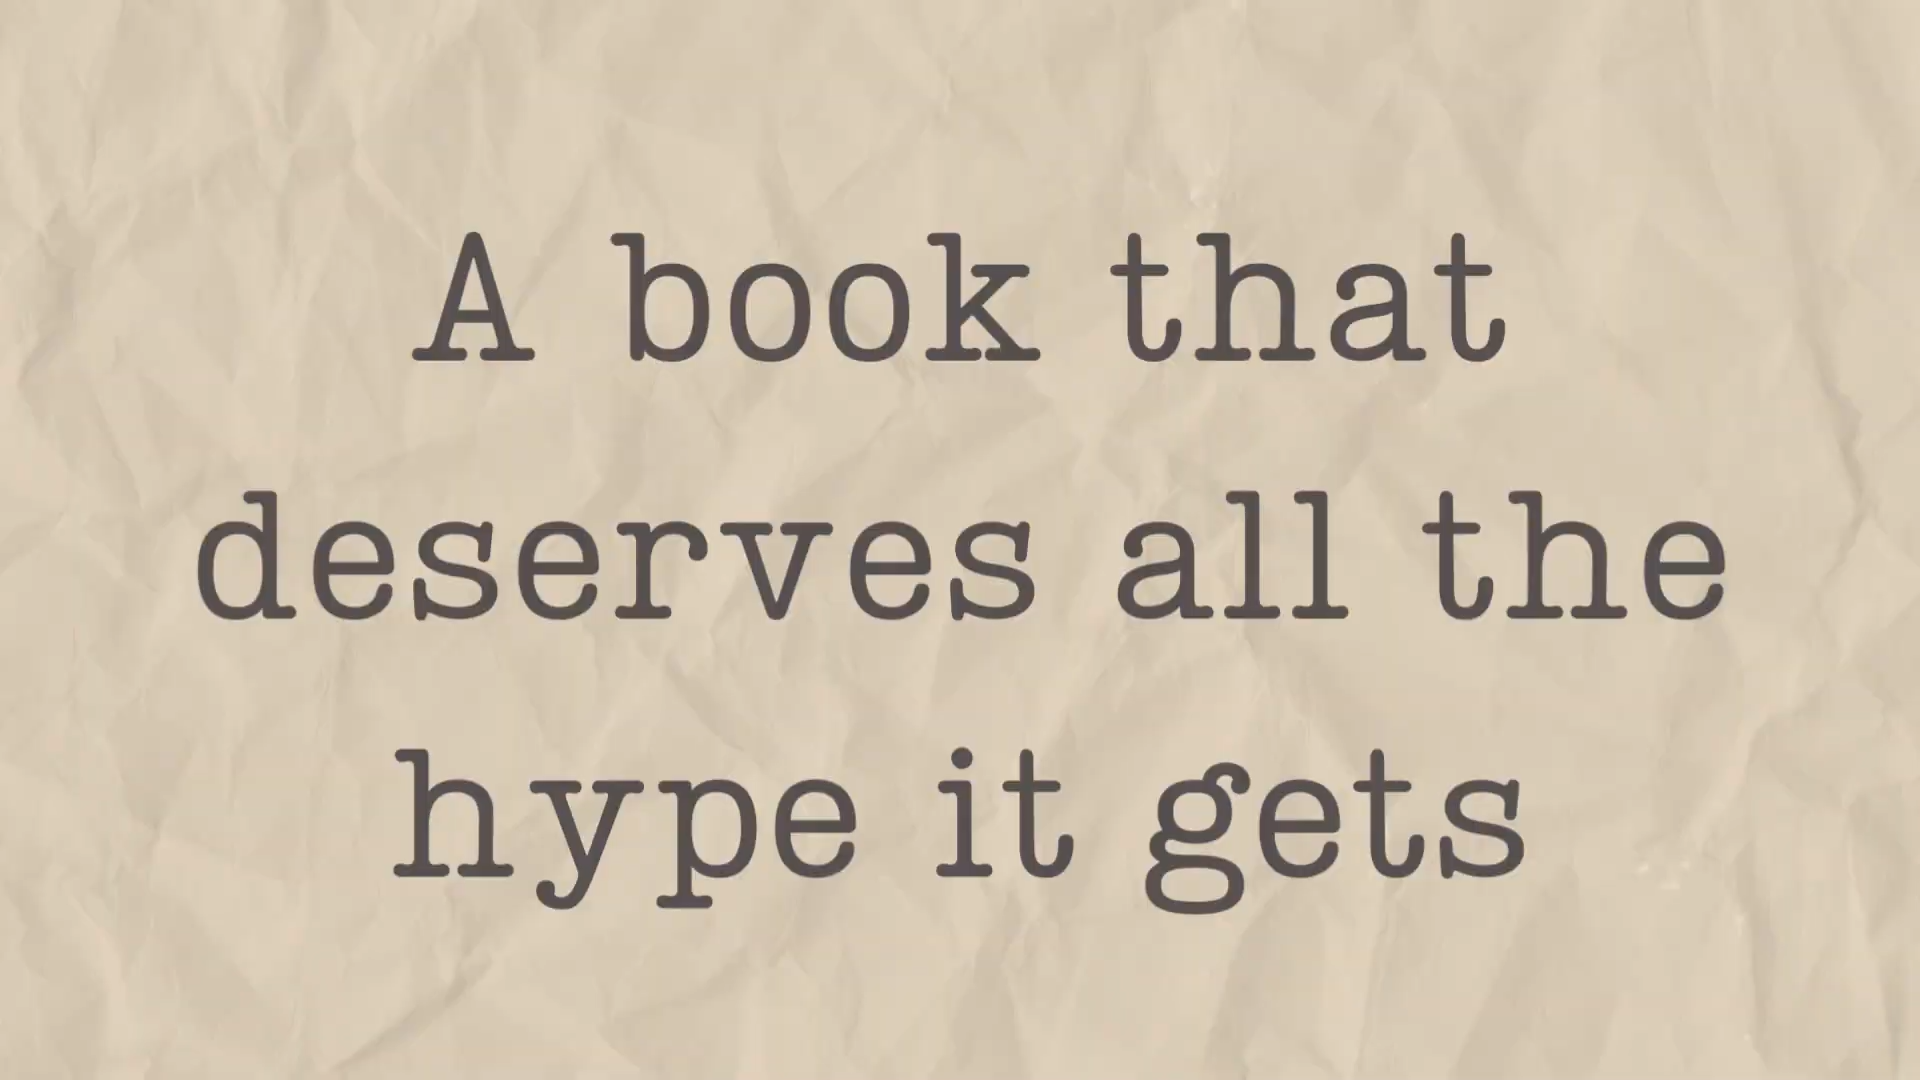 A book that
deserves all the
hype it gets